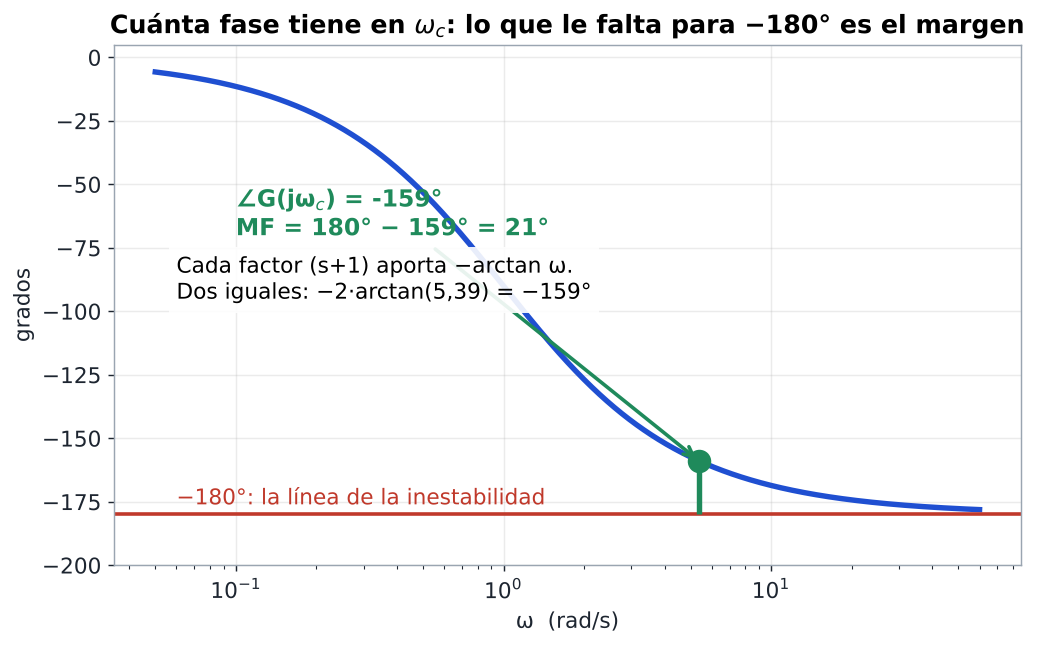 Cuánta fase tiene en ω_c: lo que le falta para −180° es el margen
0
−25
−50
−75
−100
−125
−150
−175
−200
grados
∠G(jω_c) = -159°
MF = 180° − 159° = 21°
Cada factor (s+1) aporta −arctan ω.
Dos iguales: −2·arctan(5,39) = −159°
−180°: la línea de la inestabilidad
10⁻¹
10⁰
10¹
ω (rad/s)